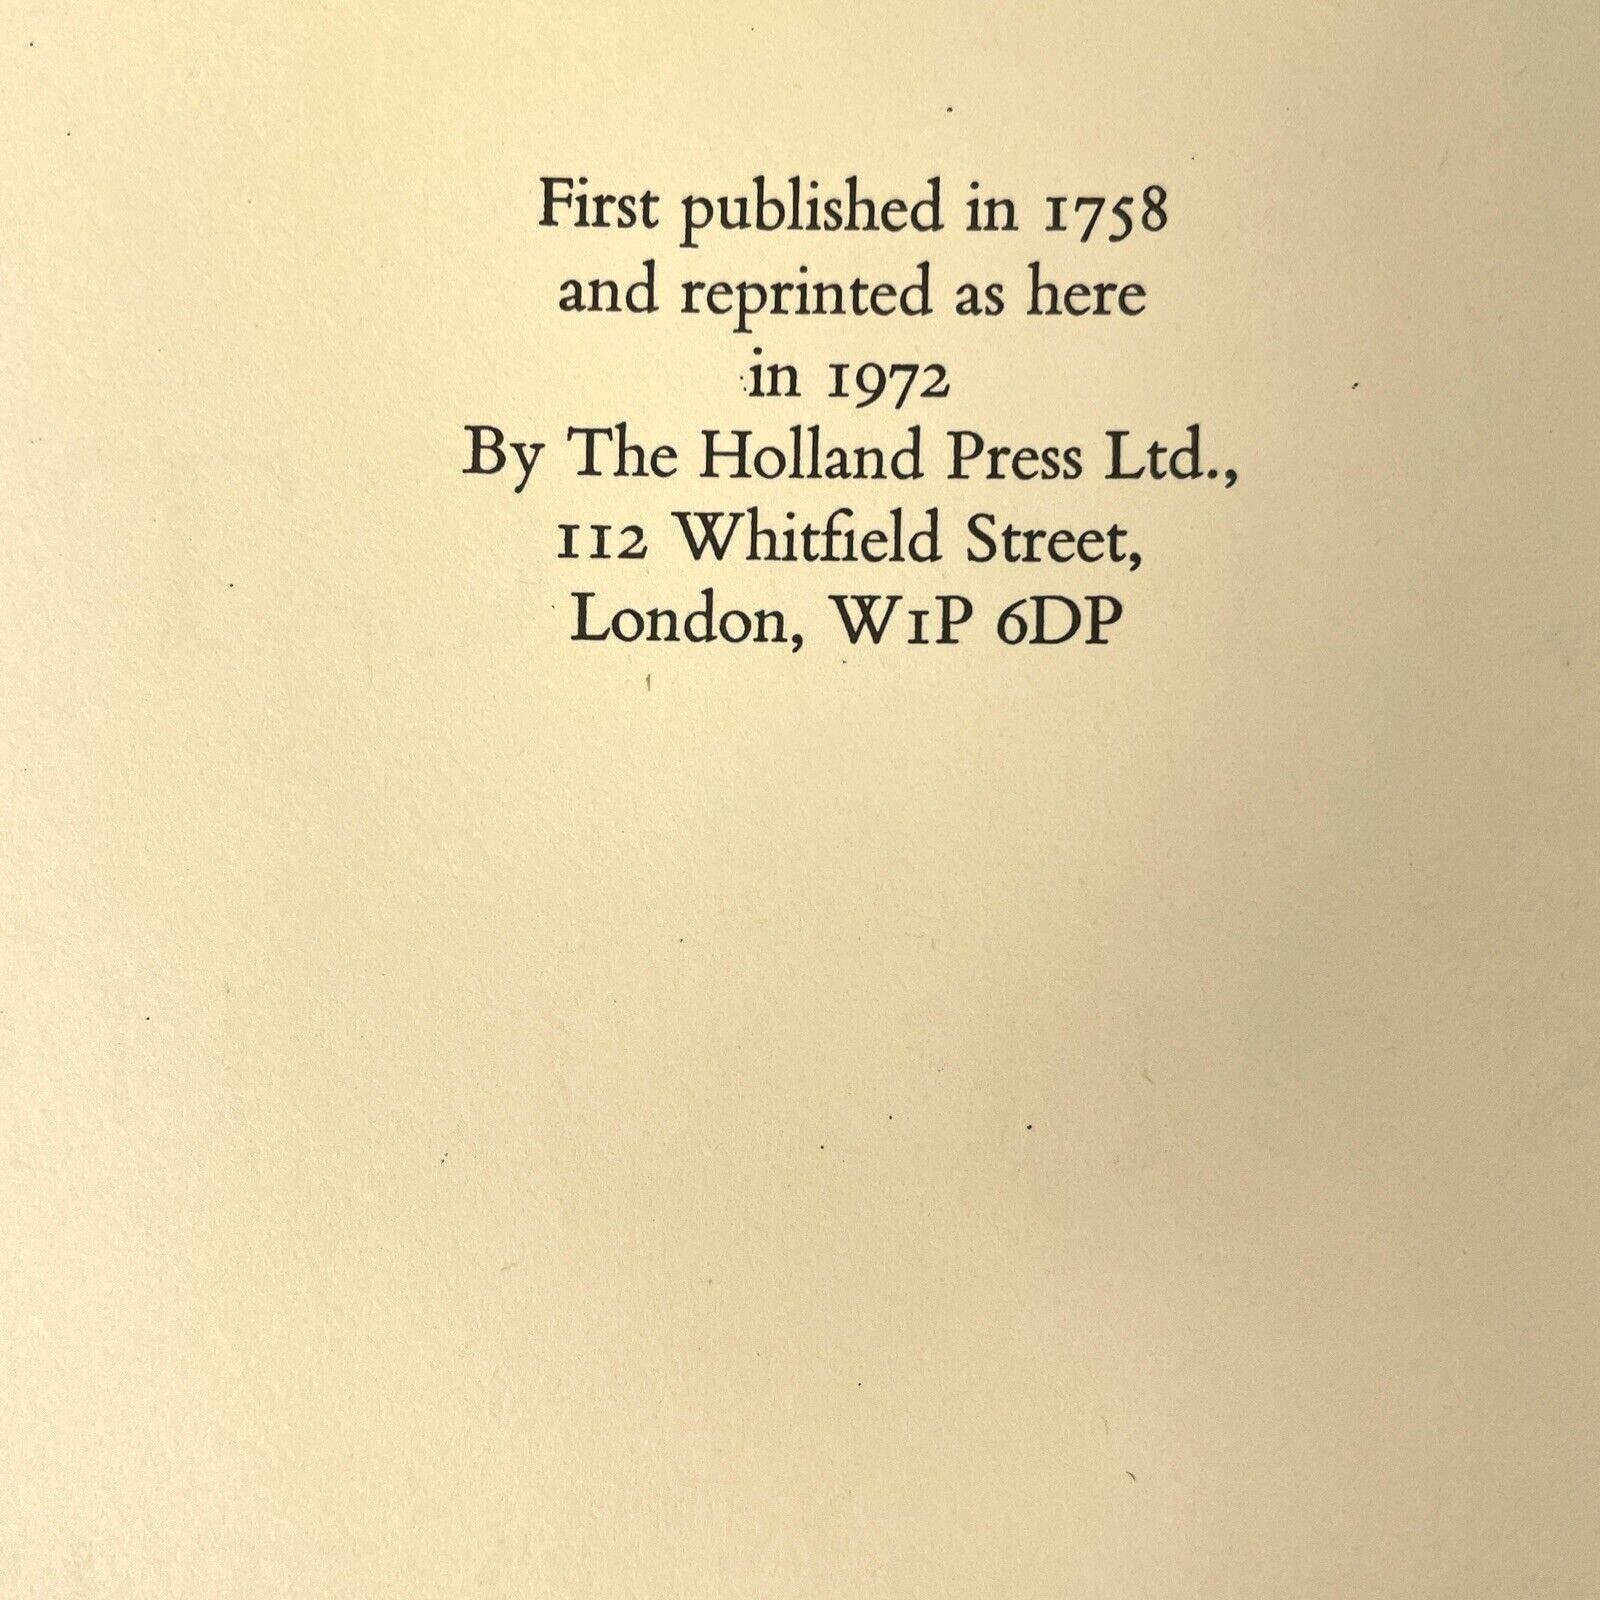 First published in 1758
and reprinted as here
in 1972
By The Holland Press Ltd.,
112 Whitfield Street,
London, W1P 6DP